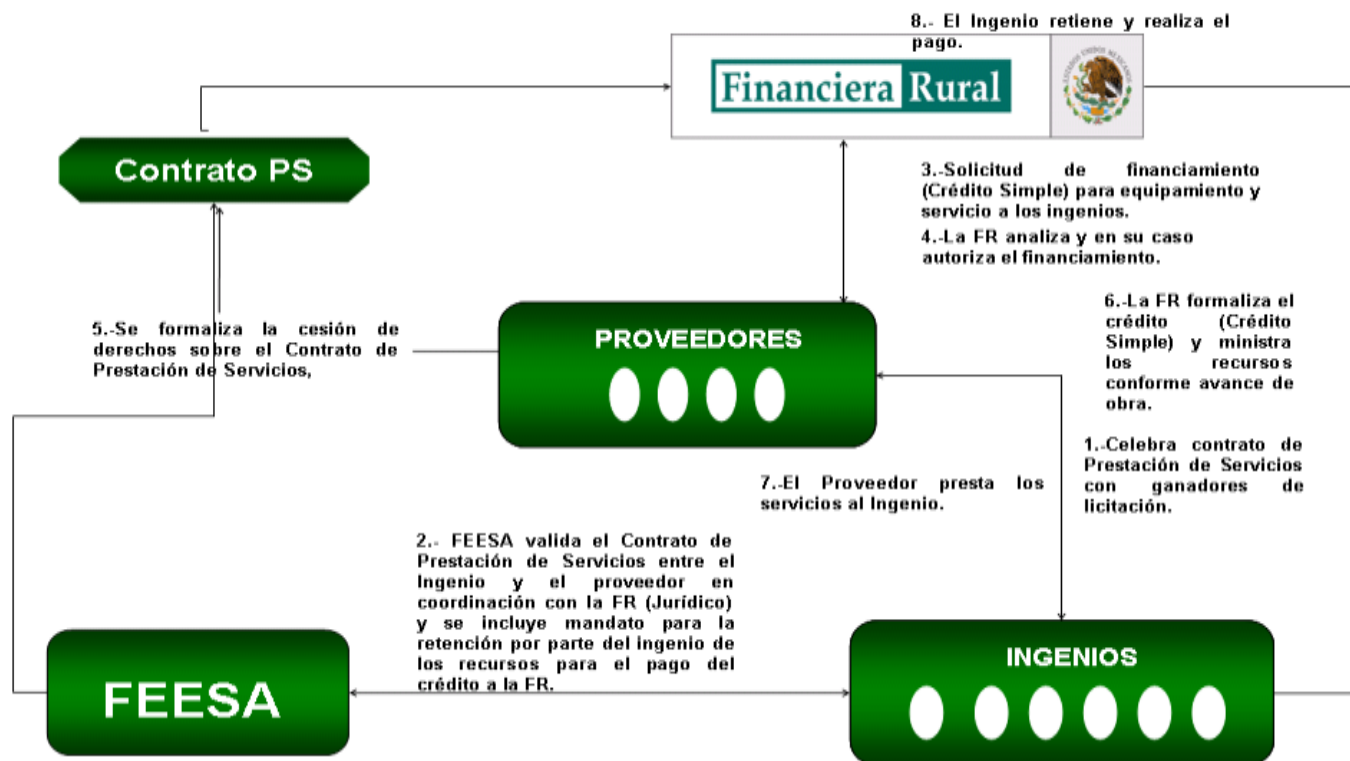 8.- El Ingenio retiene y realiza el
pago.
Financiera Rural
ESTADOS UNIDOS MEXICANOS
Contrato PS
3.-Solicitud de financiamiento
(Crédito Simple) para equipamiento y
servicio a los ingenios.
4.-La FR analiza y en su caso
autoriza el financiamiento.
5.-Se formaliza la cesión de
derechos sobre el Contrato de
Prestación de Servicios,
PROVEEDORES
6.-La FR formaliza el
crédito (Crédito
Simple) y ministra
los recursos
conforme avance de
obra.
1.-Celebra contrato de
Prestación de Servicios
con ganadores de
licitación.
7.-El Proveedor presta los
servicios al Ingenio.
2.- FEESA valida el Contrato de
Prestación de Servicios entre el
Ingenio y el proveedor en
coordinación con la FR (Jurídico)
y se incluye mandato para la
retención por parte del ingenio de
los recursos para el pago del
crédito a la FR.
FEESA
INGENIOS